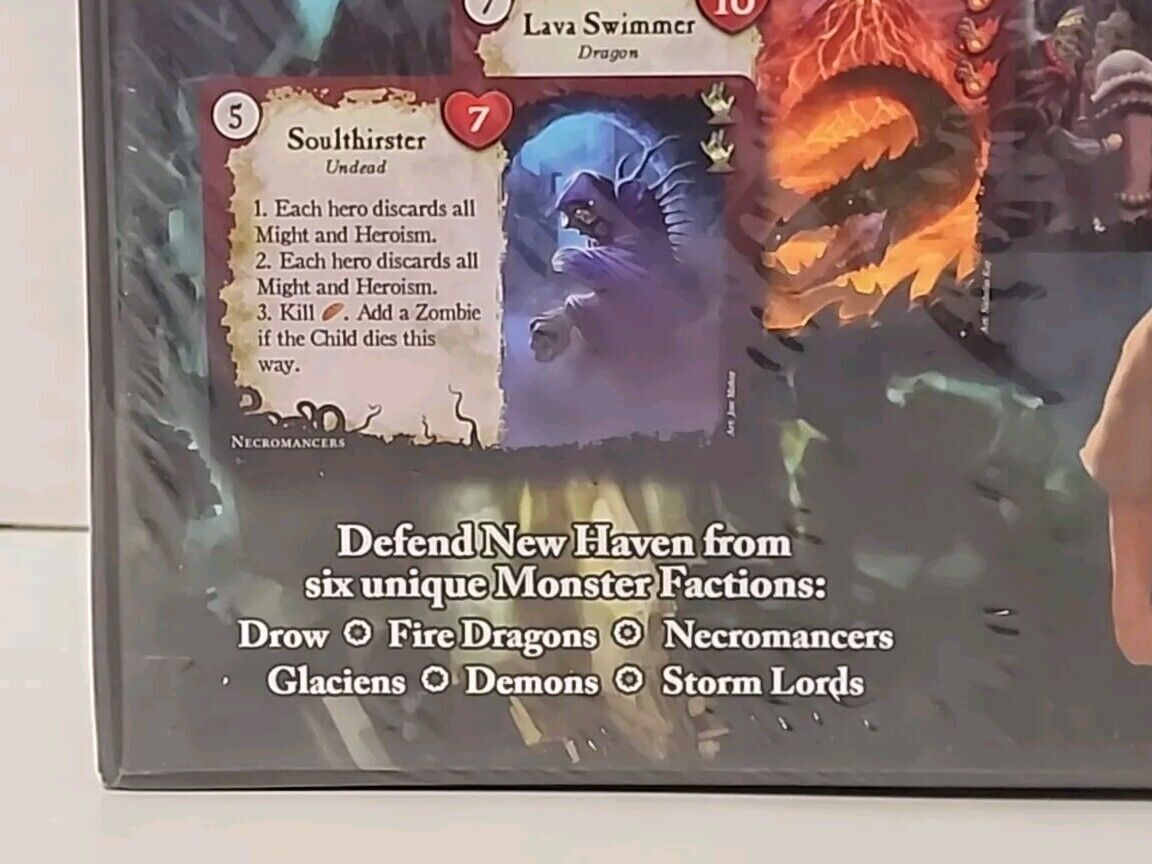 7
Lava Swimmer
10
Dragon
5
Soulthirster
7
Undead
1. Each hero discards all
Might and Heroism.
2. Each hero discards all
Might and Heroism.
3. Kill . Add a Zombie
if the Child dies this
way.
NECROMANCERS
Defend New Haven from
six unique Monster Factions:
Drow Fire Dragons Necromancers
Glaciens Demons Storm Lords